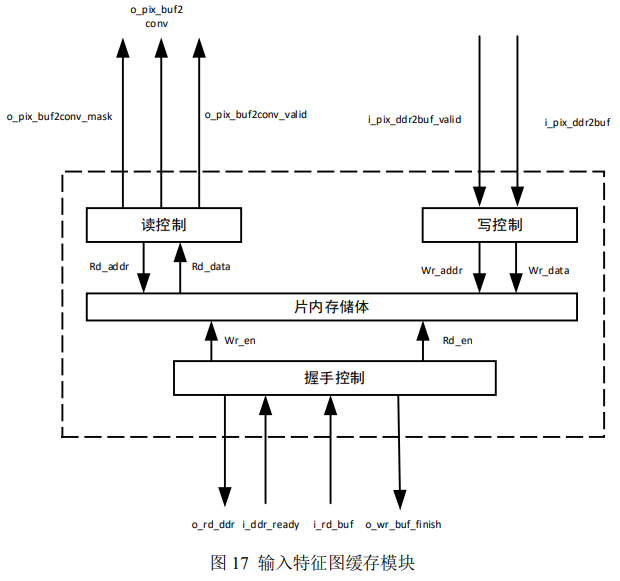 o_pix_buf2
conv
o_pix_buf2conv_mask
o_pix_buf2conv_valid
i_pix_ddr2buf_valid
i_pix_ddr2buf
读控制
写控制
Rd_addr
Rd_data
Wr_addr
Wr_data
片内存储体
Wr_en
Rd_en
握手控制
o_rd_ddr
i_ddr_ready
i_rd_buf
o_wr_buf_finish
图 17 输入特征图缓存模块